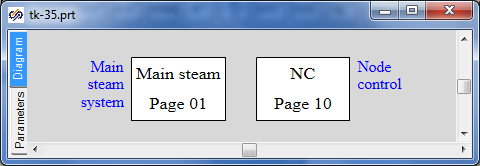 tk-35.prt
Diagram
Parameters
Main
steam
system
Main steam
Page 01
NC
Page 10
Node
control